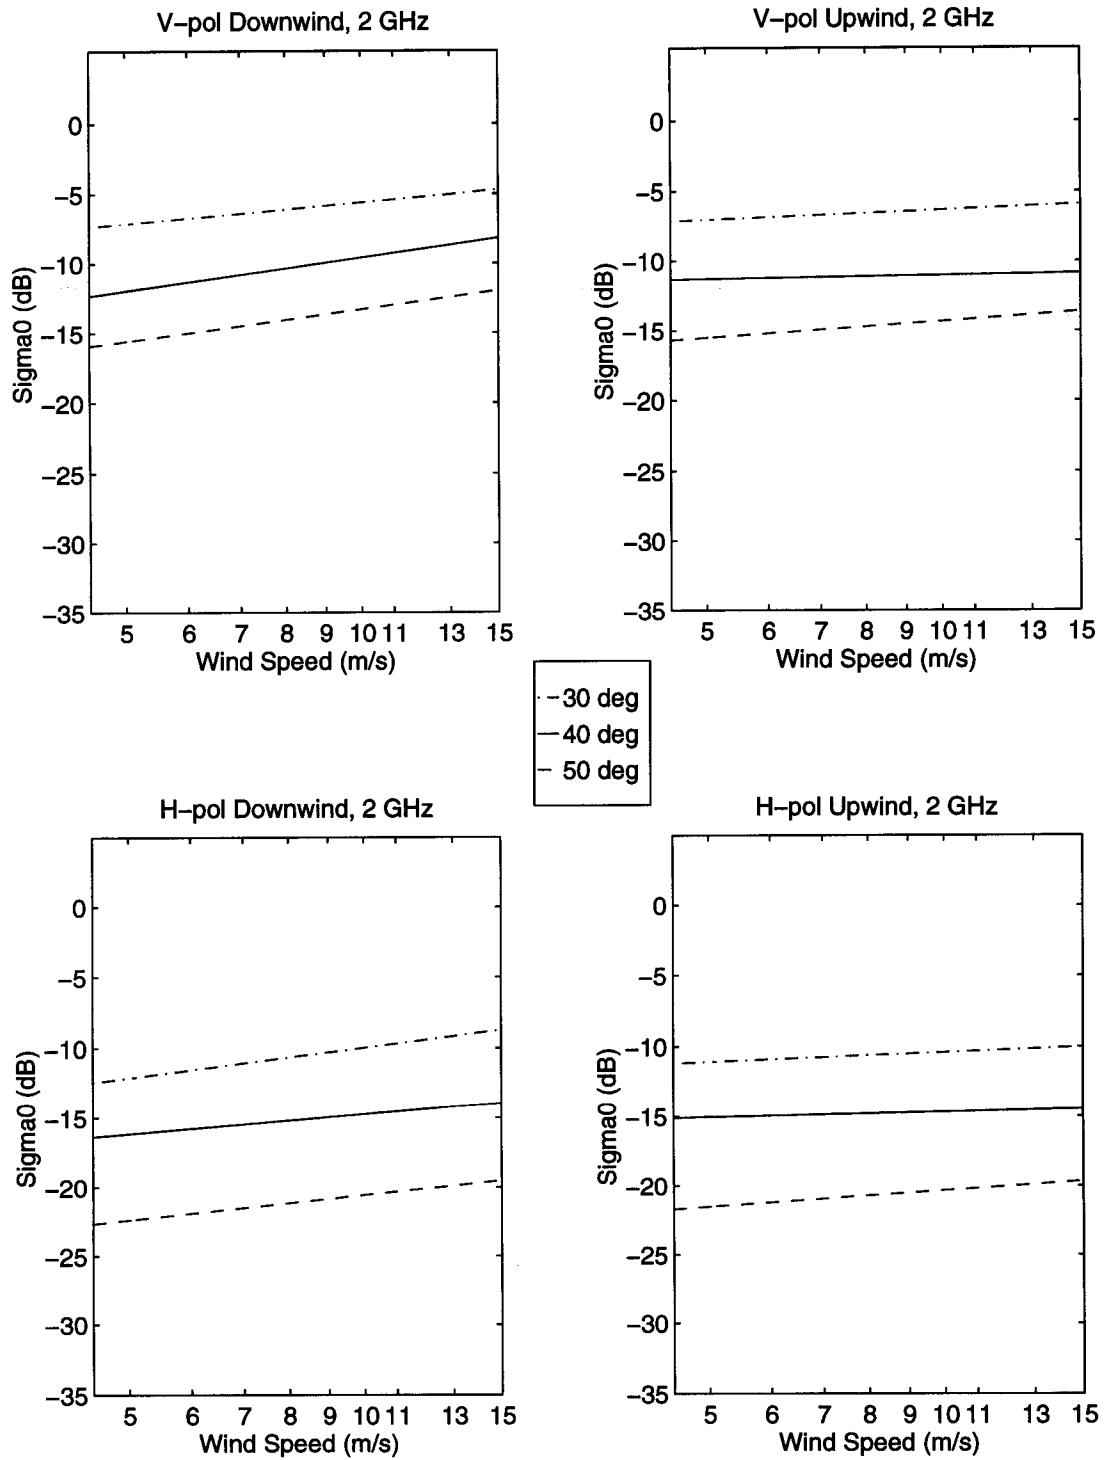 V-pol Downwind, 2 GHz
0
-5
-10
-15
-20
-25
-30
-35
Sigma0 (dB)
5 6 7 8 9 10 11 13 15
Wind Speed (m/s)
V-pol Upwind, 2 GHz
0
-5
-10
-15
-20
-25
-30
-35
Sigma0 (dB)
5 6 7 8 9 10 11 13 15
Wind Speed (m/s)
30 deg
40 deg
50 deg
H-pol Downwind, 2 GHz
0
-5
-10
-15
-20
-25
-30
-35
Sigma0 (dB)
5 6 7 8 9 10 11 13 15
Wind Speed (m/s)
H-pol Upwind, 2 GHz
0
-5
-10
-15
-20
-25
-30
-35
Sigma0 (dB)
5 6 7 8 9 10 11 13 15
Wind Speed (m/s)